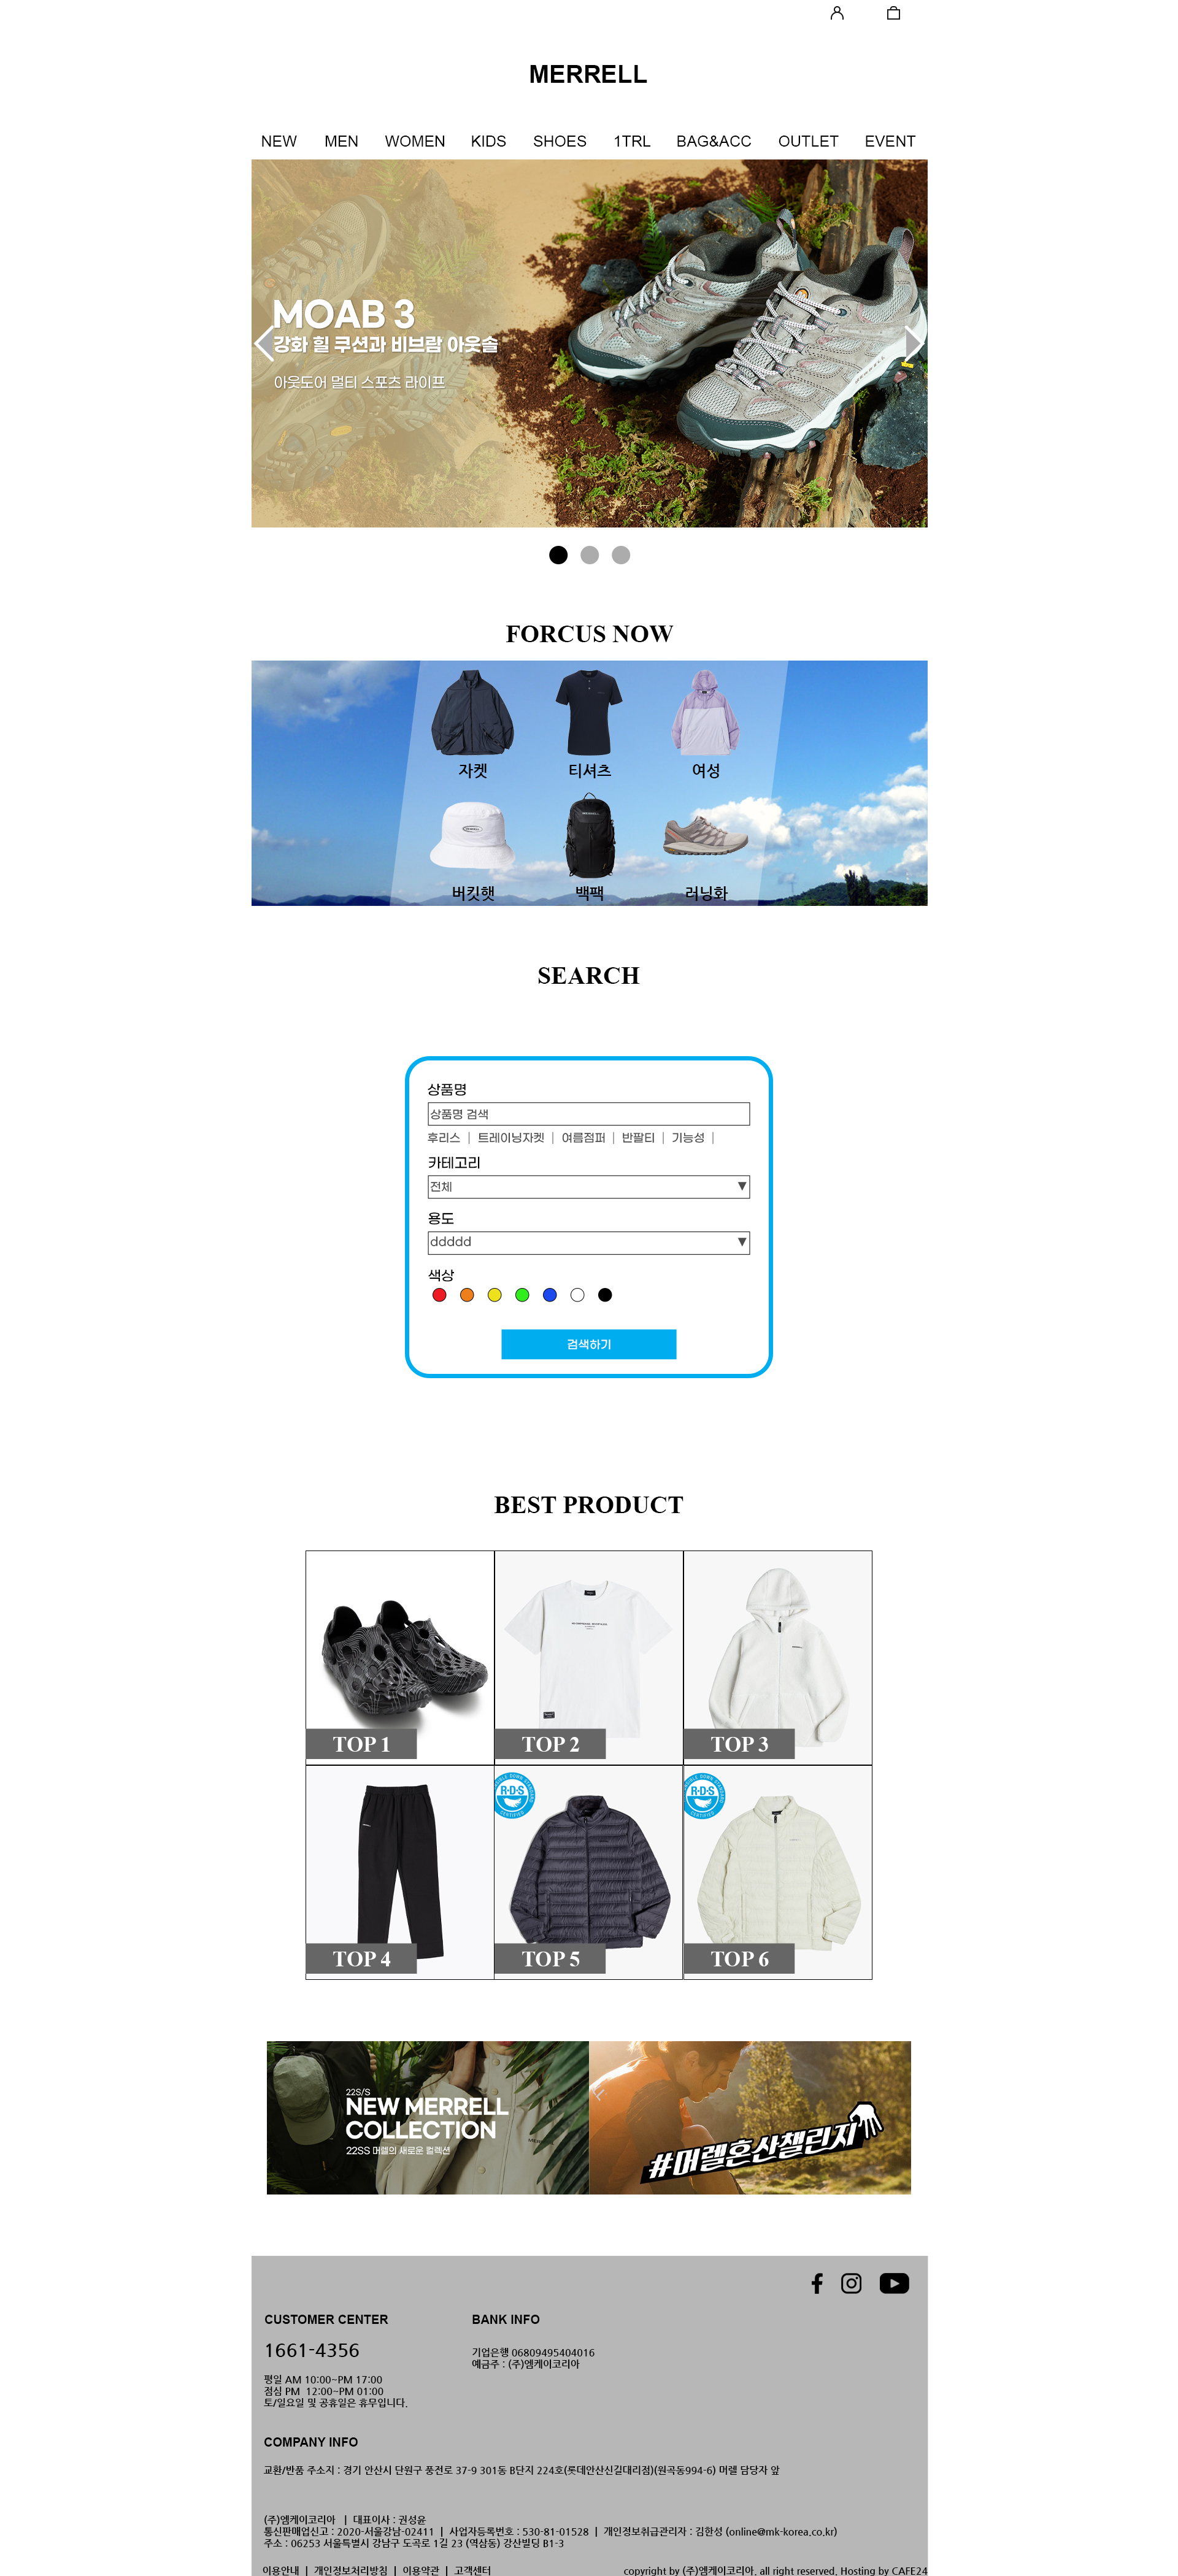 MERRELL
NEW MEN WOMEN KIDS SHOES 1TRL BAG&ACC OUTLET EVENT
MOAB 3
강화 힐 쿠션과 비브람 아웃솔
아웃도어 멀티 스포츠 라이프
FORCUS NOW
자켓 티셔츠 여성
MERRELL
버킷햇 백팩 러닝화
SEARCH
상품명
상품명 검색
후리스 | 트레이닝자켓 | 여름점퍼 | 반팔티 | 기능성 |
카테고리
전체 ▼
용도
ddddd ▼
색상
검색하기
BEST PRODUCT
TOP 1 TOP 2 TOP 3
R·D·S R·D·S
CERTIFIED CERTIFIED
TOP 4 TOP 5 TOP 6
22S/S
NEW MERRELL
COLLECTION
22SS 머렐의 새로운 컬렉션
#머렐혼산챌린지
CUSTOMER CENTER
1661-4356
평일 AM 10:00~PM 17:00
점심 PM 12:00~PM 01:00
토/일요일 및 공휴일은 휴무입니다.
BANK INFO
기업은행 06809495404016
예금주 : (주)엠케이코리아
COMPANY INFO
교환/반품 주소지 : 경기 안산시 단원구 풍전로 37-9 301동 B단지 224호(롯데안산신길대리점)(원곡동994-6) 머렐 담당자 앞
(주)엠케이코리아 | 대표이사 : 권성윤
통신판매업신고 : 2020-서울강남-02411 | 사업자등록번호 : 530-81-01528 | 개인정보취급관리자 : 김한성 (online@mk-korea.co.kr)
주소 : 06253 서울특별시 강남구 도곡로 1길 23 (역삼동) 강산빌딩 B1-3
이용안내 | 개인정보처리방침 | 이용약관 | 고객센터
copyright by (주)엠케이코리아. all right reserved. Hosting by CAFE24